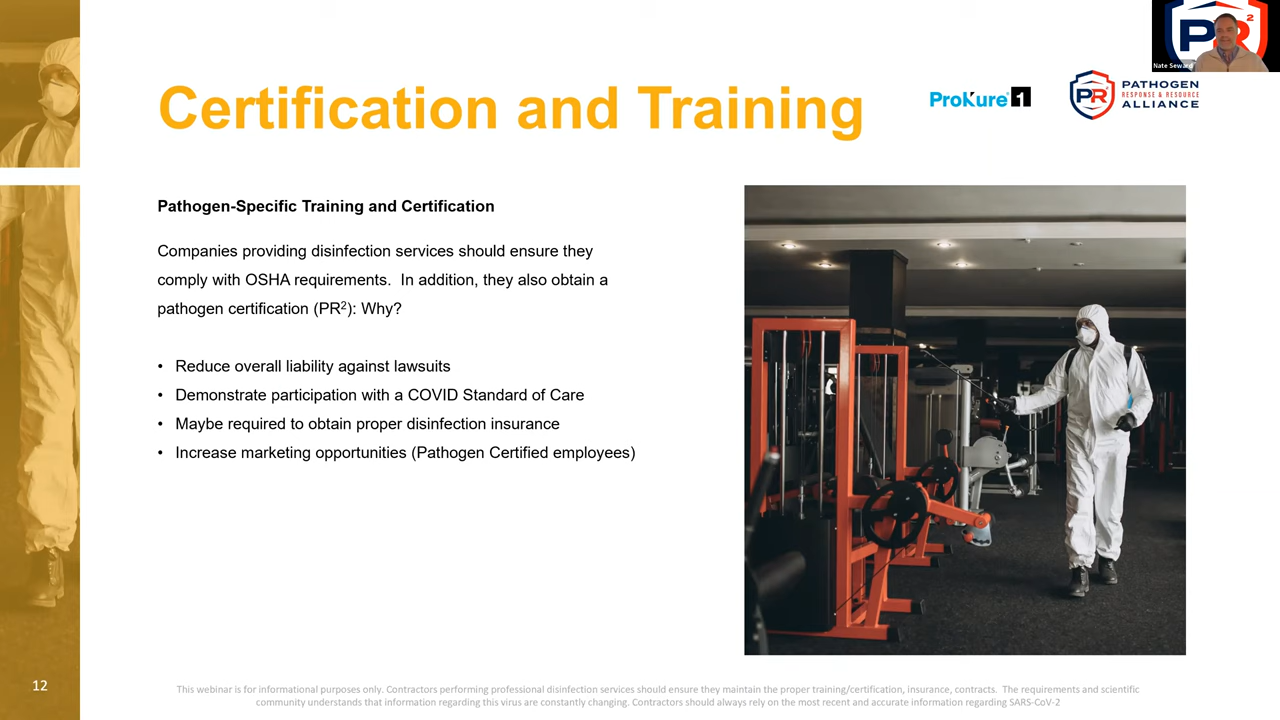 PR²
Nate Seward
Certification and Training
ProKure 1
PR
PATHOGEN
RESPONSE & RESOURCE
ALLIANCE
Pathogen-Specific Training and Certification
Companies providing disinfection services should ensure they
comply with OSHA requirements.  In addition, they also obtain a
pathogen certification (PR²): Why?
• Reduce overall liability against lawsuits
• Demonstrate participation with a COVID Standard of Care
• Maybe required to obtain proper disinfection insurance
• Increase marketing opportunities (Pathogen Certified employees)
12
This webinar is for informational purposes only. Contractors performing professional disinfection services should ensure they maintain the proper training/certification, insurance, contracts.  The requirements and scientific
community understands that information regarding this virus are constantly changing. Contractors should always rely on the most recent and accurate information regarding SARS-CoV-2